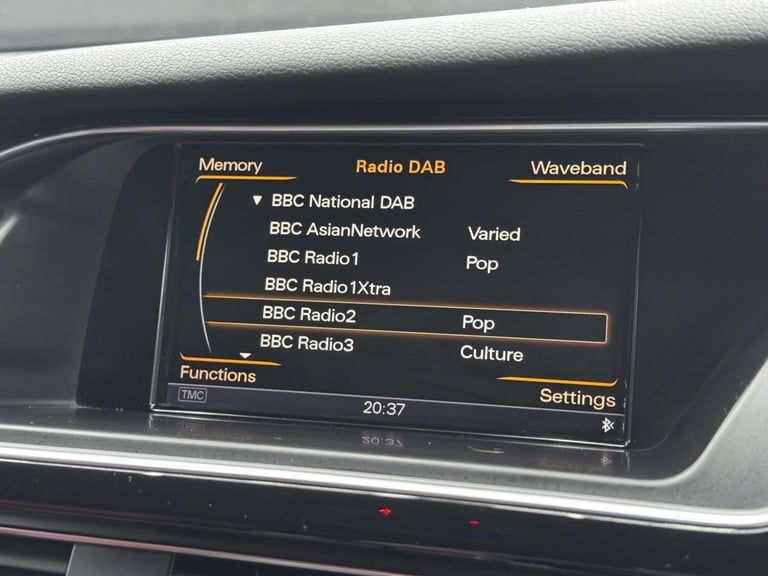 Memory Radio DAB Waveband
BBC National DAB
BBC AsianNetwork Varied
BBC Radio1 Pop
BBC Radio1Xtra
BBC Radio2 Pop
BBC Radio3 Culture
Functions Settings
TMC 20:37